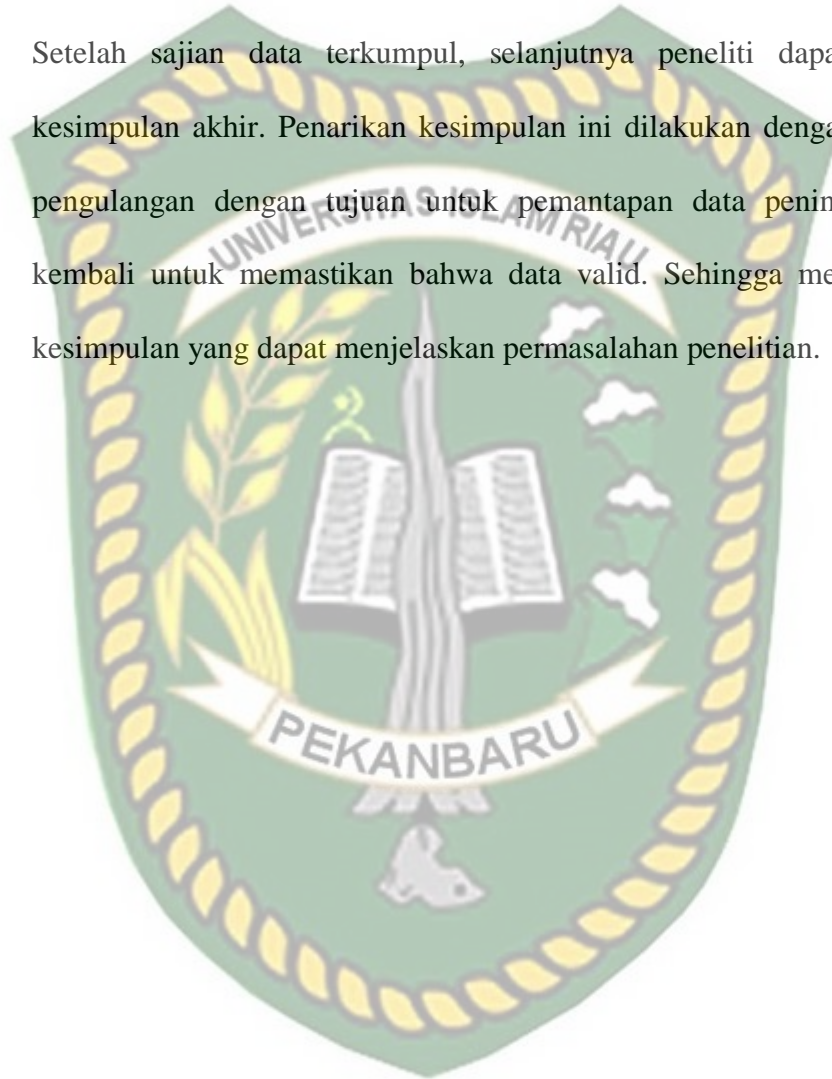 Setelah sajian data terkumpul, selanjutnya peneliti dapa
kesimpulan akhir. Penarikan kesimpulan ini dilakukan denga
pengulangan dengan tujuan untuk pemantapan data penin
UNIVERSITAS ISLAM RIAU
kembali untuk memastikan bahwa data valid. Sehingga me
kesimpulan yang dapat menjelaskan permasalahan penelitian.
PEKANBARU